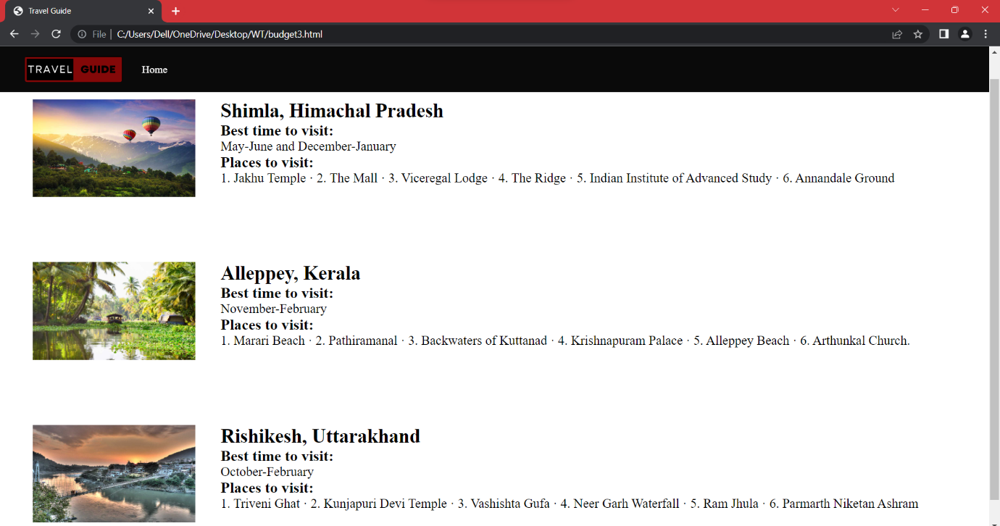 Travel Guide
File | C:/Users/Dell/OneDrive/Desktop/WT/budget3.html
TRAVEL GUIDE Home
Shimla, Himachal Pradesh
Best time to visit:
May-June and December-January
Places to visit:
1. Jakhu Temple · 2. The Mall · 3. Viceregal Lodge · 4. The Ridge · 5. Indian Institute of Advanced Study · 6. Annandale Ground
Alleppey, Kerala
Best time to visit:
November-February
Places to visit:
1. Marari Beach · 2. Pathiramanal · 3. Backwaters of Kuttanad · 4. Krishnapuram Palace · 5. Alleppey Beach · 6. Arthunkal Church.
Rishikesh, Uttarakhand
Best time to visit:
October-February
Places to visit:
1. Triveni Ghat · 2. Kunjapuri Devi Temple · 3. Vashishta Gufa · 4. Neer Garh Waterfall · 5. Ram Jhula · 6. Parmarth Niketan Ashram